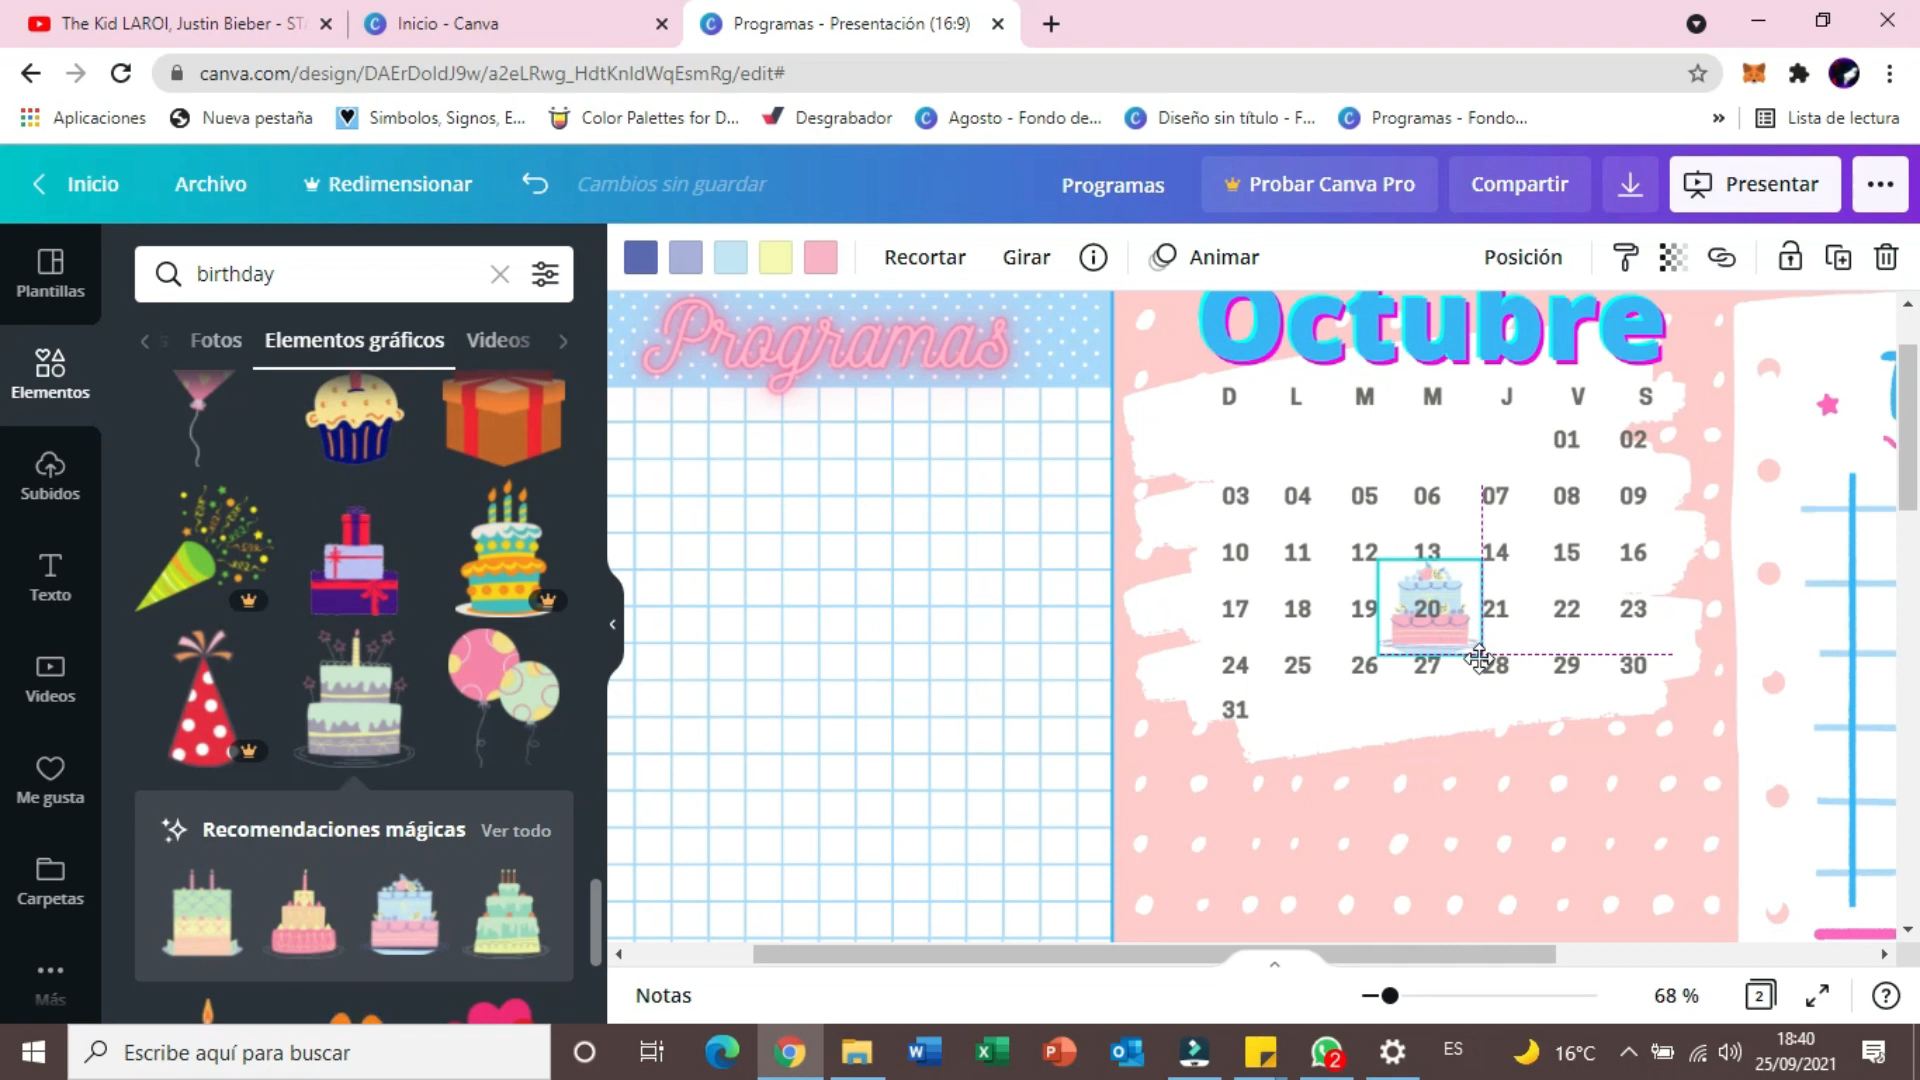 The Kid LAROI, Justin Bieber - ST
Inicio - Canva
Programas - Presentación (16:9)
canva.com/design/DAErDoIdJ9w/a2eLRwg_HdtKnIdWqEsmRg/edit#
Aplicaciones
Nueva pestaña
Simbolos, Signos, E...
Color Palettes for D...
Desgrabador
Agosto - Fondo de...
Diseño sin título - F...
Programas - Fondo...
»
Lista de lectura
Inicio
Archivo
Redimensionar
Cambios sin guardar
Programas
Probar Canva Pro
Compartir
Presentar
birthday
Recortar
Girar
Animar
Posición
Plantillas
Elementos
Subidos
Texto
Videos
Me gusta
Carpetas
Más
Fotos
Elementos gráficos
Videos
Recomendaciones mágicas
Ver todo
Programas
Octubre
D L M M J V S
01 02
03 04 05 06 07 08 09
10 11 12 13 14 15 16
17 18 19 20 21 22 23
24 25 26 27 28 29 30
31
Notas
68 %
2
Escribe aquí para buscar
2
ES
16°C
18:40
25/09/2021